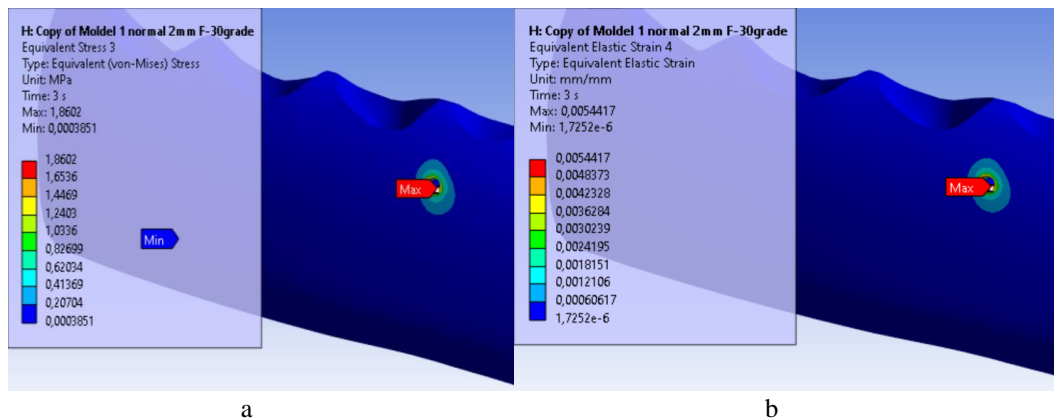 H: Copy of Moldel 1 normal 2mm F-30grade
Equivalent Stress 3
Type: Equivalent (von-Mises) Stress
Unit: MPa
Time: 3 s
Max: 1,8602
Min: 0,0003851
1,8602
1,6536
1,4469
1,2403
1,0336
0,82699
0,62034
0,41369
0,20704
0,0003851
Min
Max
a
H: Copy of Moldel 1 normal 2mm F-30grade
Equivalent Elastic Strain 4
Type: Equivalent Elastic Strain
Unit: mm/mm
Time: 3 s
Max: 0,0054417
Min: 1,7252e-6
0,0054417
0,0048373
0,0042328
0,0036284
0,0030239
0,0024195
0,0018151
0,0012106
0,00060617
1,7252e-6
Max
b